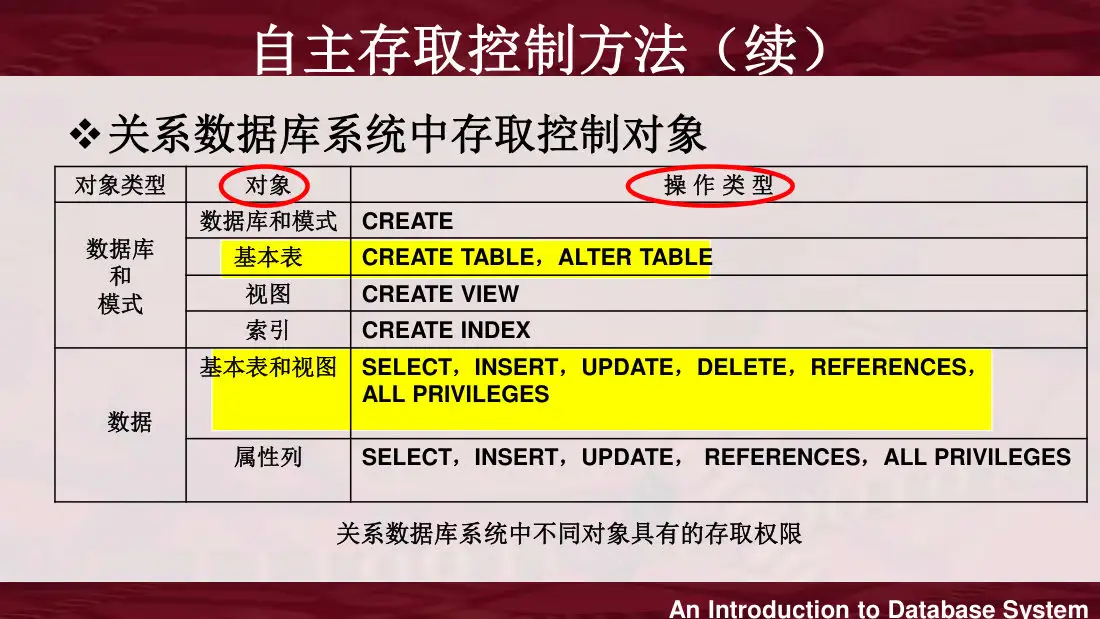 自主存取控制方法（续）
❖关系数据库系统中存取控制对象
对象类型 对象 操 作 类 型
数据库
和
模式
数据库和模式 CREATE
基本表 CREATE TABLE，ALTER TABLE
视图 CREATE VIEW
索引 CREATE INDEX
数据
基本表和视图 SELECT，INSERT，UPDATE，DELETE，REFERENCES，
ALL PRIVILEGES
属性列 SELECT，INSERT，UPDATE， REFERENCES，ALL PRIVILEGES
关系数据库系统中不同对象具有的存取权限
An Introduction to Database System